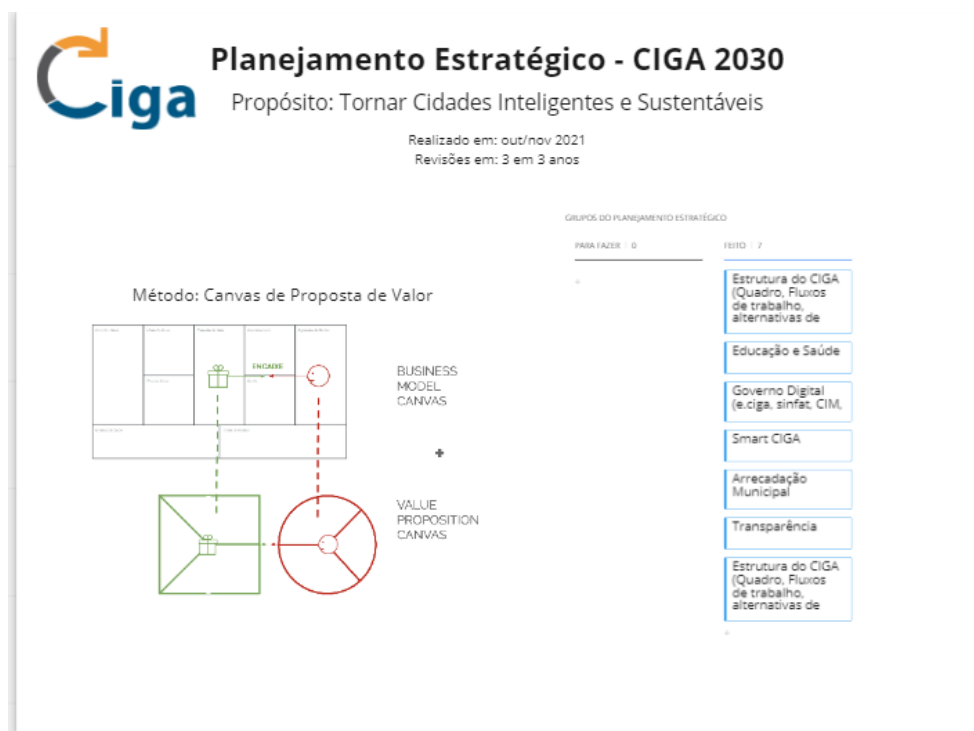 Ciga
Planejamento Estratégico - CIGA 2030
Propósito: Tornar Cidades Inteligentes e Sustentáveis
Realizado em: out/nov 2021
Revisões em: 3 em 3 anos
GRUPOS DO PLANEJAMENTO ESTRATÉGICO
PARA FAZER | 0
FEITO | 7
Estrutura do CIGA
(Quadro, Fluxos
de trabalho,
alternativas de
Educação e Saúde
Governo Digital
(e.ciga, sinfat, CIM,
Smart CIGA
Arrecadação
Municipal
Transparência
Estrutura do CIGA
(Quadro, Fluxos
de trabalho,
alternativas de
Método: Canvas de Proposta de Valor
ENCAIXE
BUSINESS
MODEL
CANVAS
+
VALUE
PROPOSITION
CANVAS